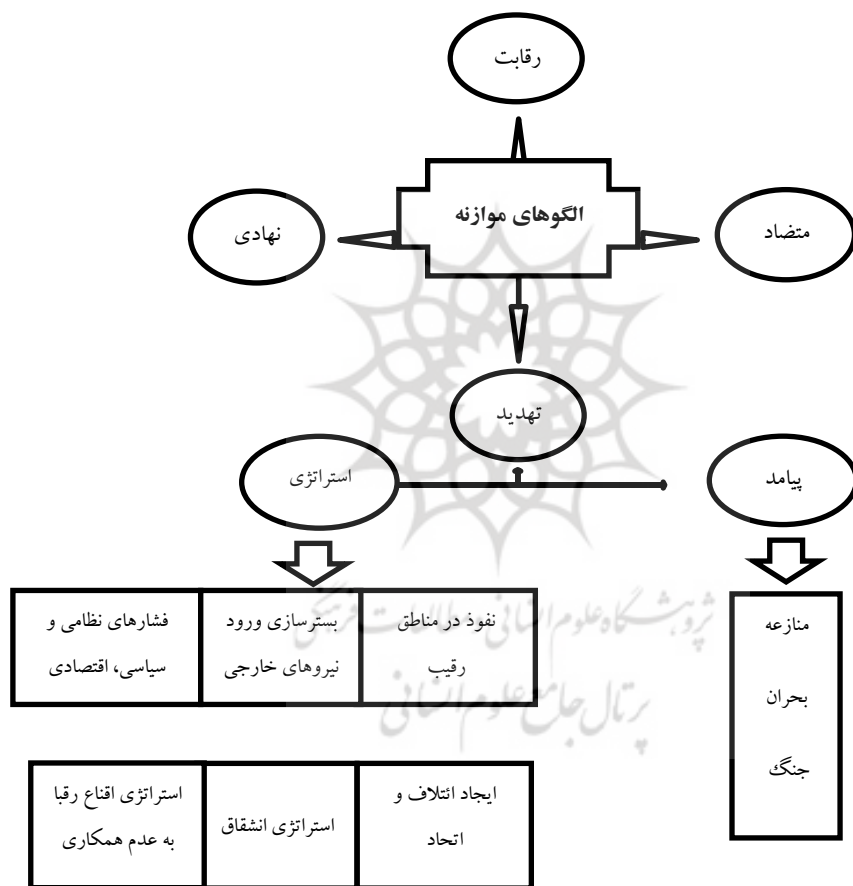 رقابت
متضاد
الگوهای موازنه
نهادی
تهدید
پیامد
استراتژی
منازعه
بحران
جنگ
نفوذ در مناطق
رقیب
بسترسازی ورود
نیروهای خارجی
فشارهای نظامی و
سیاسی، اقتصادی
ایجاد ائتلاف و
اتحاد
استراتژی انشقاق
استراتژی اقناع رقبا
به عدم همکاری
پژوهشگاه علوم انسانی و مطالعات فرهنگی
پرتال جامع علوم انسانی